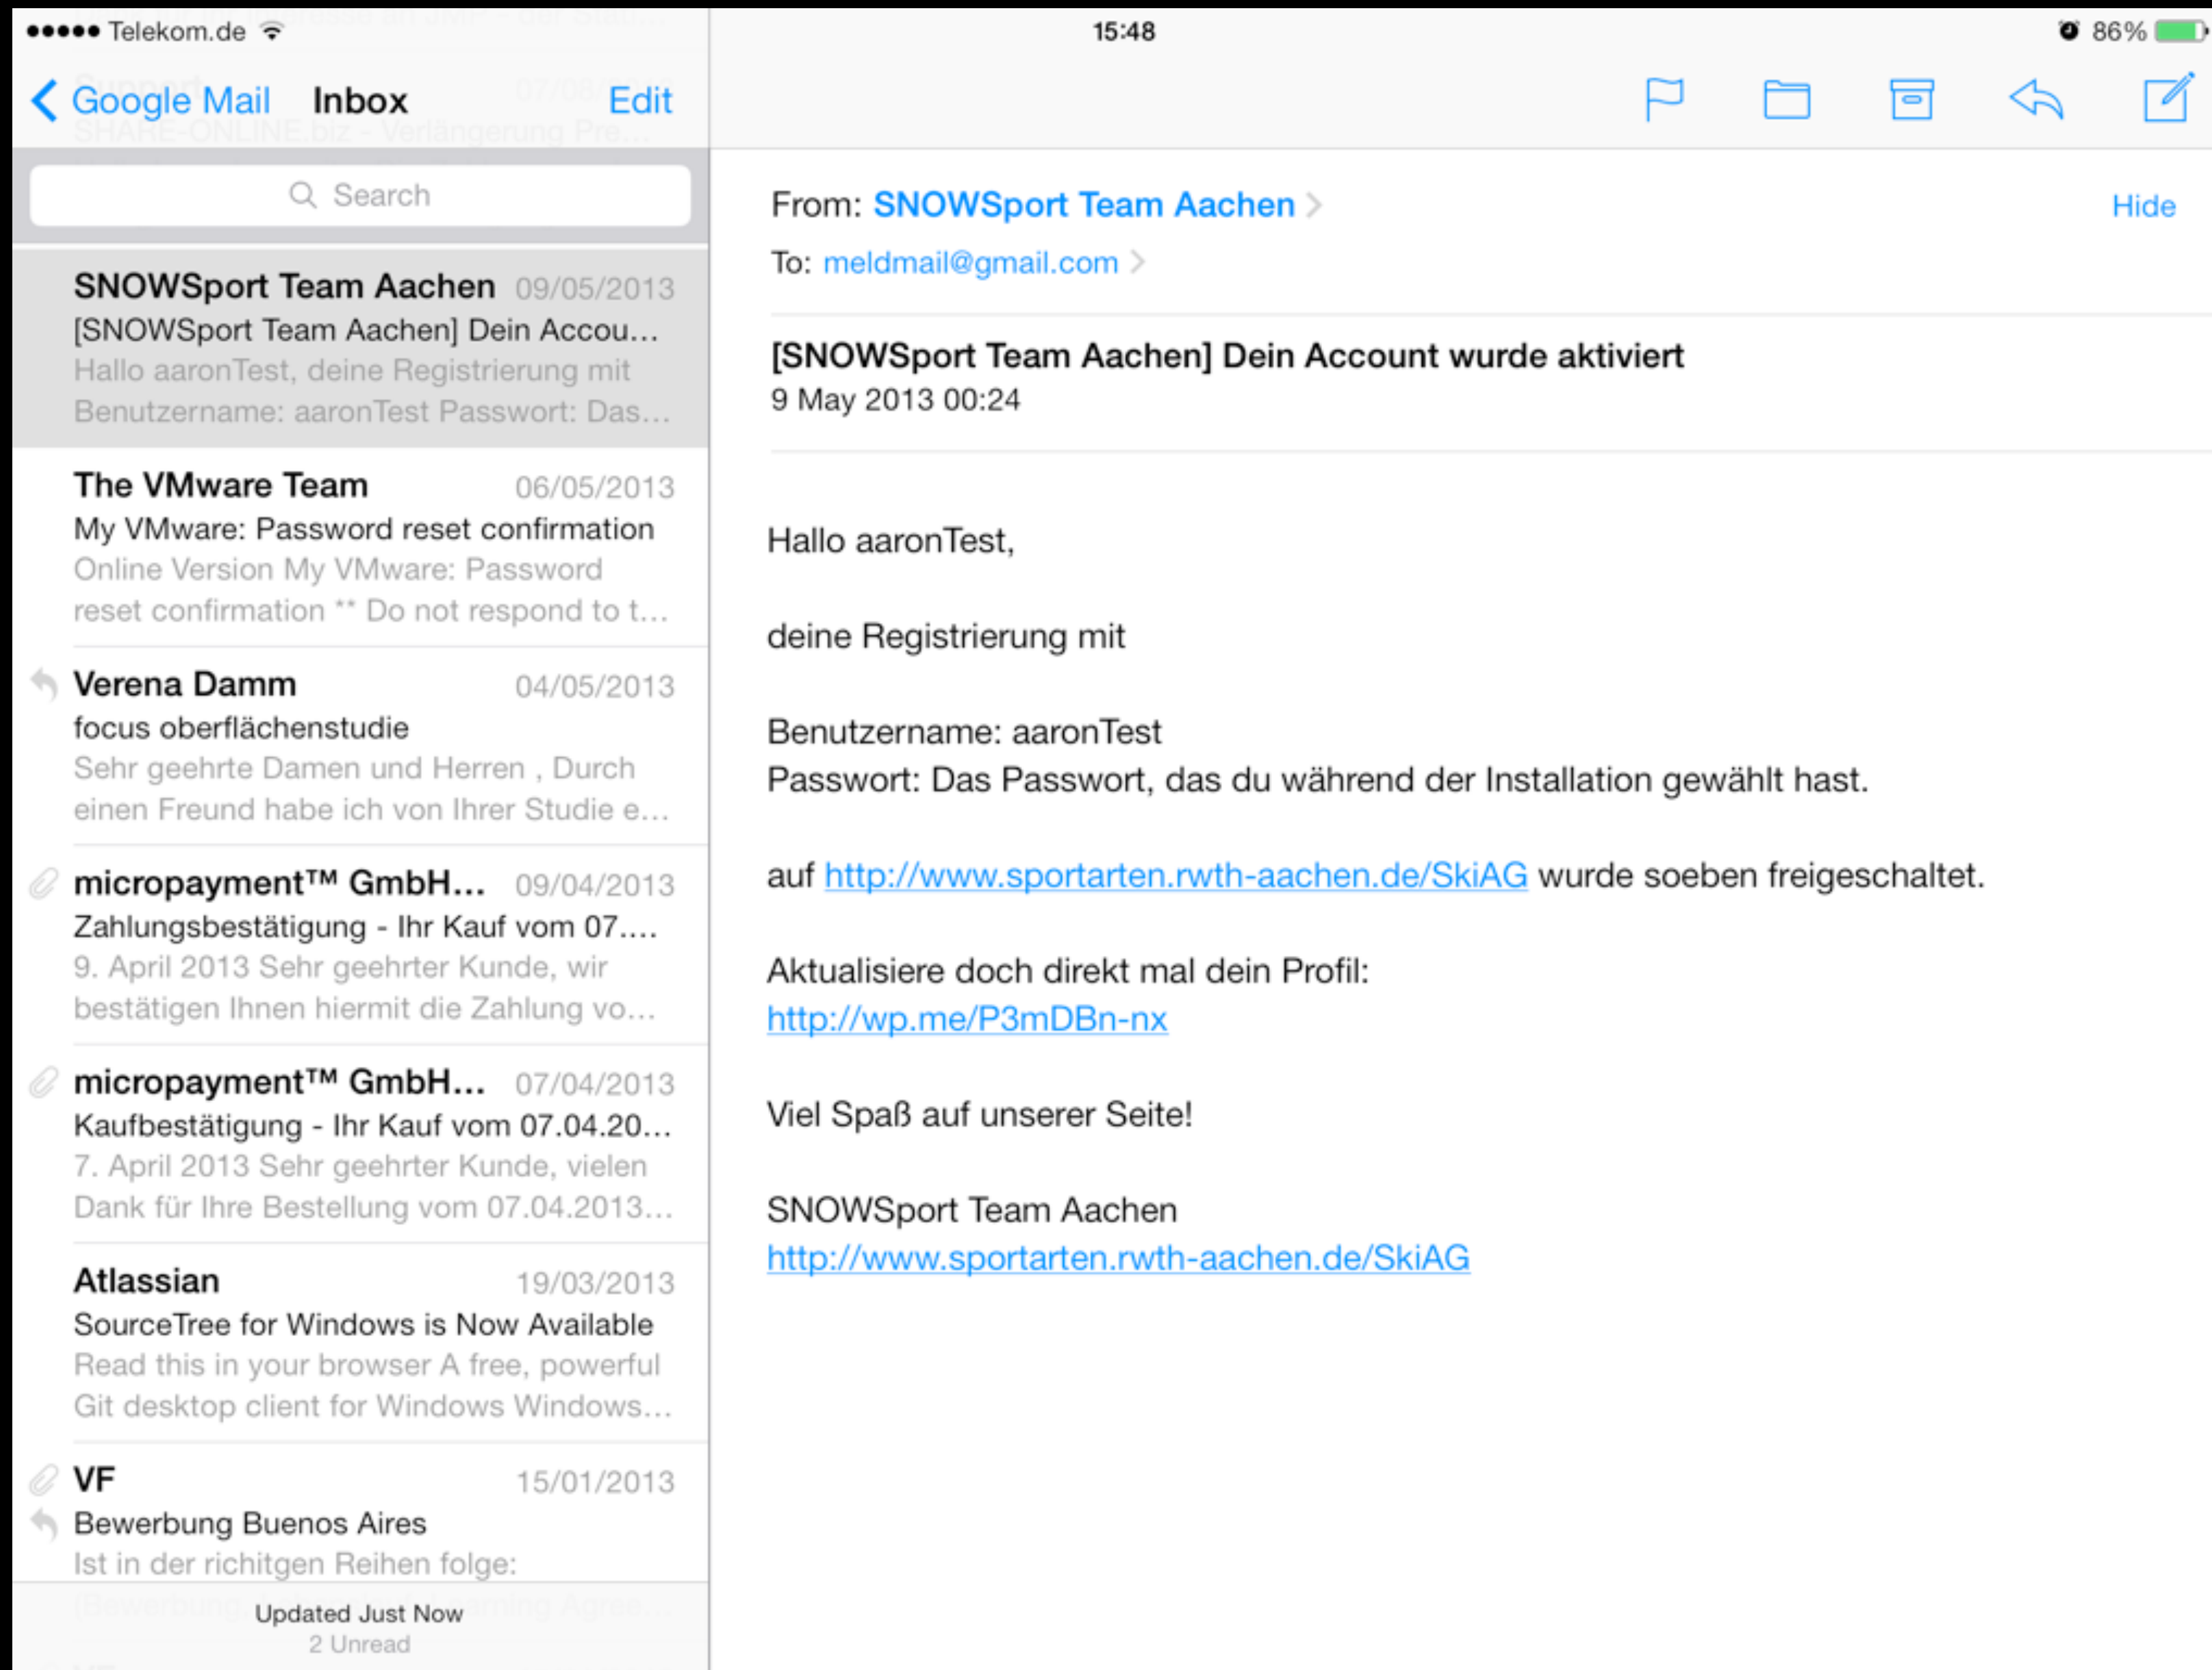 Telekom.de
15:48
86%
Support
07/08/
Google Mail
Inbox
Edit
SHARE-ONLINE.biz - Verlängerung Pre...
Search
SNOWSport Team Aachen 09/05/2013
[SNOWSport Team Aachen] Dein Accou...
Hallo aaronTest, deine Registrierung mit
Benutzername: aaronTest Passwort: Das...
The VMware Team 06/05/2013
My VMware: Password reset confirmation
Online Version My VMware: Password
reset confirmation ** Do not respond to t...
Verena Damm 04/05/2013
focus oberflächenstudie
Sehr geehrte Damen und Herren , Durch
einen Freund habe ich von Ihrer Studie e...
micropayment™ GmbH... 09/04/2013
Zahlungsbestätigung - Ihr Kauf vom 07....
9. April 2013 Sehr geehrter Kunde, wir
bestätigen Ihnen hiermit die Zahlung vo...
micropayment™ GmbH... 07/04/2013
Kaufbestätigung - Ihr Kauf vom 07.04.20...
7. April 2013 Sehr geehrter Kunde, vielen
Dank für Ihre Bestellung vom 07.04.2013...
Atlassian 19/03/2013
SourceTree for Windows is Now Available
Read this in your browser A free, powerful
Git desktop client for Windows Windows...
VF 15/01/2013
Bewerbung Buenos Aires
Ist in der richitgen Reihen folge:
(Bewerbung,
Updated Just Now
2 Unread
From: SNOWSport Team Aachen
Hide
To: meldmail@gmail.com
[SNOWSport Team Aachen] Dein Account wurde aktiviert
9 May 2013 00:24
Hallo aaronTest,
deine Registrierung mit
Benutzername: aaronTest
Passwort: Das Passwort, das du während der Installation gewählt hast.
auf http://www.sportarten.rwth-aachen.de/SkiAG wurde soeben freigeschaltet.
Aktualisiere doch direkt mal dein Profil:
http://wp.me/P3mDBn-nx
Viel Spaß auf unserer Seite!
SNOWSport Team Aachen
http://www.sportarten.rwth-aachen.de/SkiAG